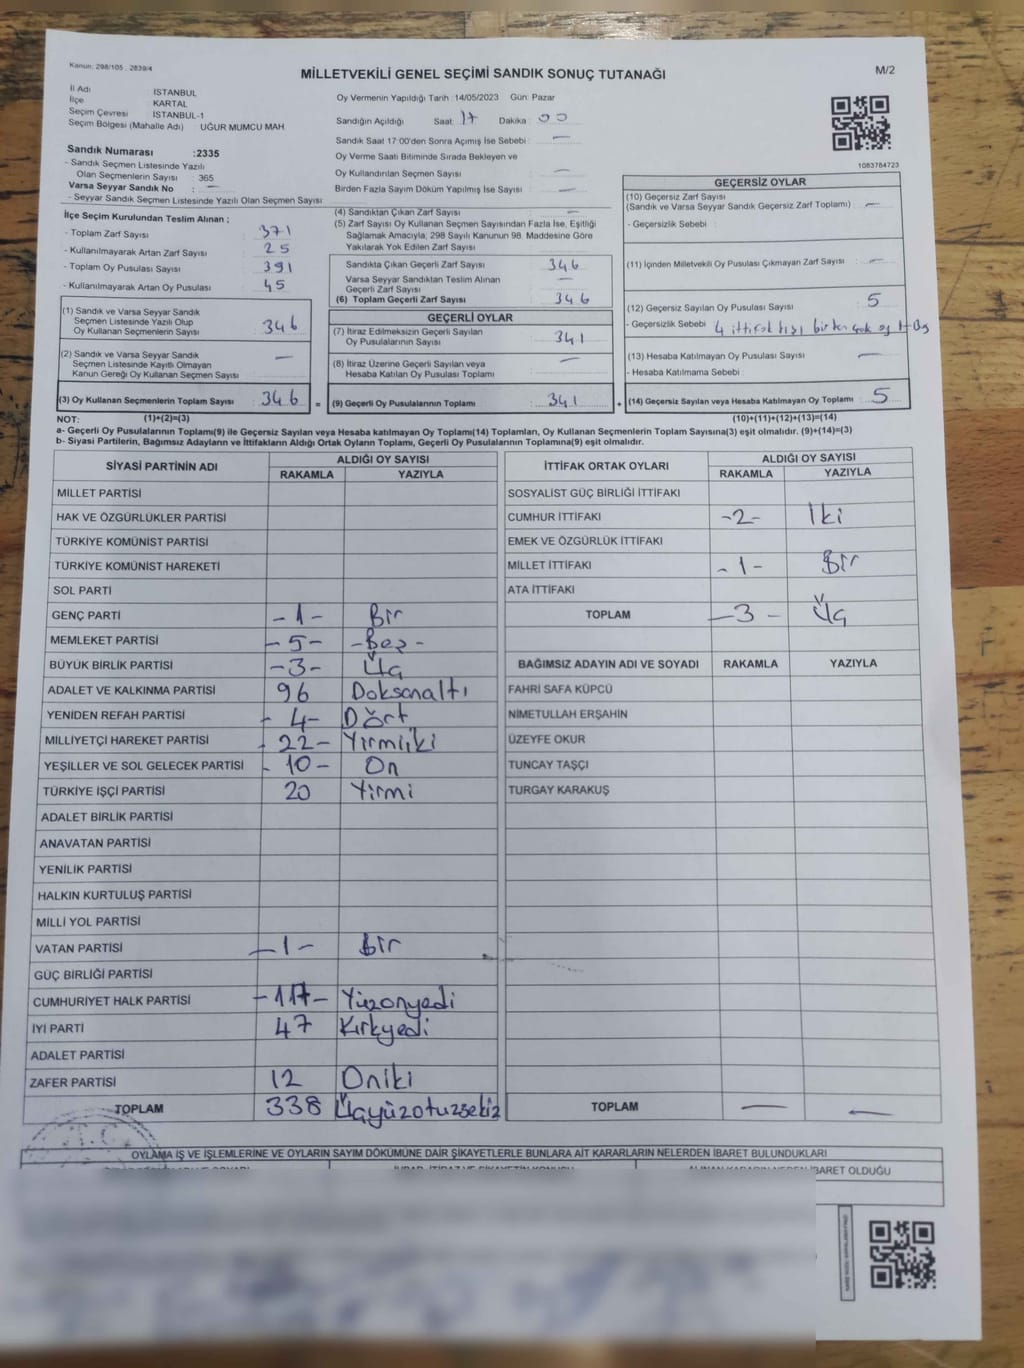 Kanun: 298/105, 2839/4
MİLLETVEKİLİ GENEL SEÇİMİ SANDIK SONUÇ TUTANAĞI
M/2
İl Adı İSTANBUL
İlçe KARTAL
Seçim Çevresi İSTANBUL-1
Seçim Bölgesi (Mahalle Adı) UĞUR MUMCU MAH.
Sandık Numarası :2335
- Sandık Seçmen Listesinde Yazılı
Olan Seçmenlerin Sayısı : 365
Varsa Seyyar Sandık No : —
- Seyyar Sandık Seçmen Listesinde Yazılı Olan Seçmen Sayısı
Oy Vermenin Yapıldığı Tarih :14/05/2023 Gün: Pazar
Sandığın Açıldığı Saat: 17 Dakika : 00
Sandık Saat 17:00'den Sonra Açımış İse Sebebi : —
Oy Verme Saati Bitiminde Sırada Bekleyen ve
Oy Kullandırılan Seçmen Sayısı : —
Birden Fazla Sayım Döküm Yapılmış İse Sayısı : —
1083784723
İlçe Seçim Kurulundan Teslim Alınan ;
- Toplam Zarf Sayısı : 371
- Kullanılmayarak Artan Zarf Sayısı : 25
- Toplam Oy Pusulası Sayısı : 391
- Kullanılmayarak Artan Oy Pusulası : 45
(1) Sandık ve Varsa Seyyar Sandık
Seçmen Listesinde Yazılı Olup
Oy Kullanan Seçmenlerin Sayısı : 346
(2) Sandık ve Varsa Seyyar Sandık
Seçmen Listesinde Kayıtlı Olmayan
Kanun Gereği Oy Kullanan Seçmen Sayısı : —
(3) Oy Kullanan Seçmenlerin Toplam Sayısı : 346 =
(4) Sandıktan Çıkan Zarf Sayısı : —
(5) Zarf Sayısı Oy Kullanan Seçmen Sayısından Fazla İse, Eşitliği
Sağlamak Amacıyla, 298 Sayılı Kanunun 98. Maddesine Göre
Yakılarak Yok Edilen Zarf Sayısı :
Sandıkta Çıkan Geçerli Zarf Sayısı : 346
Varsa Seyyar Sandıktan Teslim Alınan
Geçerli Zarf Sayısı : —
(6) Toplam Geçerli Zarf Sayısı : 346
GEÇERLİ OYLAR
(7) İtiraz Edilmeksizin Geçerli Sayılan
Oy Pusulalarının Sayısı : 341
(8) İtiraz Üzerine Geçerli Sayılan veya
Hesaba Katılan Oy Pusulası Toplamı : —
(9) Geçerli Oy Pusulalarının Toplamı : 341 +
GEÇERSİZ OYLAR
(10) Geçersiz Zarf Sayısı
(Sandık ve Varsa Seyyar Sandık Geçersiz Zarf Toplamı) : —
- Geçersizlik Sebebi :
(11) İçinden Milletvekili Oy Pusulası Çıkmayan Zarf Sayısı : —
(12) Geçersiz Sayılan Oy Pusulası Sayısı : 5
- Geçersizlik Sebebi : 4 ittifak dışı birden çok oy
(13) Hesaba Katılmayan Oy Pusulası Sayısı : —
- Hesaba Katılmama Sebebi :
(14) Geçersiz Sayılan veya Hesaba Katılmayan Oy Toplamı : 5
NOT: (1)+(2)=(3) (10)+(11)+(12)+(13)=(14)
a- Geçerli Oy Pusulalarının Toplamı(9) ile Geçersiz Sayılan veya Hesaba katılmayan Oy Toplamı(14) Toplamları, Oy Kullanan Seçmenlerin Toplam Sayısına(3) eşit olmalıdır. (9)+(14)=(3)
b- Siyasi Partilerin, Bağımsız Adayların ve İttifakların Aldığı Ortak Oyların Toplamı, Geçerli Oy Pusulalarının Toplamına(9) eşit olmalıdır.
SİYASİ PARTİNİN ADI ALDIĞI OY SAYISI
RAKAMLA YAZIYLA
MİLLET PARTİSİ
HAK VE ÖZGÜRLÜKLER PARTİSİ
TÜRKİYE KOMÜNİST PARTİSİ
TÜRKİYE KOMÜNİST HAREKETİ
SOL PARTİ
GENÇ PARTİ -1- Bir
MEMLEKET PARTİSİ -5- -Beş-
BÜYÜK BİRLİK PARTİSİ -3- Üç
ADALET VE KALKINMA PARTİSİ 96 Doksanaltı
YENİDEN REFAH PARTİSİ - 4- Dört
MİLLİYETÇİ HAREKET PARTİSİ - 22- Yirmiiki
YEŞİLLER VE SOL GELECEK PARTİSİ - 10- On
TÜRKİYE İŞÇİ PARTİSİ 20 Yirmi
ADALET BİRLİK PARTİSİ
ANAVATAN PARTİSİ
YENİLİK PARTİSİ
HALKIN KURTULUŞ PARTİSİ
MİLLİ YOL PARTİSİ
VATAN PARTİSİ -1- Bir
GÜÇ BİRLİĞİ PARTİSİ
CUMHURİYET HALK PARTİSİ -117- Yüzonyedi
İYİ PARTİ 47 Kırkyedi
ADALET PARTİSİ
ZAFER PARTİSİ 12 Oniki
TOPLAM 338 Üçyüzotuzsekiz
İTTİFAK ORTAK OYLARI ALDIĞI OY SAYISI
RAKAMLA YAZIYLA
SOSYALİST GÜÇ BİRLİĞİ İTTİFAKI
CUMHUR İTTİFAKI -2- İki
EMEK VE ÖZGÜRLÜK İTTİFAKI
MİLLET İTTİFAKI -1- Bir
ATA İTTİFAKI
TOPLAM -3- Üç
BAĞIMSIZ ADAYIN ADI VE SOYADI RAKAMLA YAZIYLA
FAHRİ SAFA KÜPCÜ
NİMETULLAH ERŞAHİN
ÜZEYFE OKUR
TUNCAY TAŞÇI
TURGAY KARAKUŞ
TOPLAM — —
T.C.
OYLAMA İŞ VE İŞLEMLERİNE VE OYLARIN SAYIM DÖKÜMÜNE DAİR ŞİKAYETLERLE BUNLARA AİT KARARLARIN NELERDEN İBARET BULUNDUKLARI
İBARET OLDUĞU